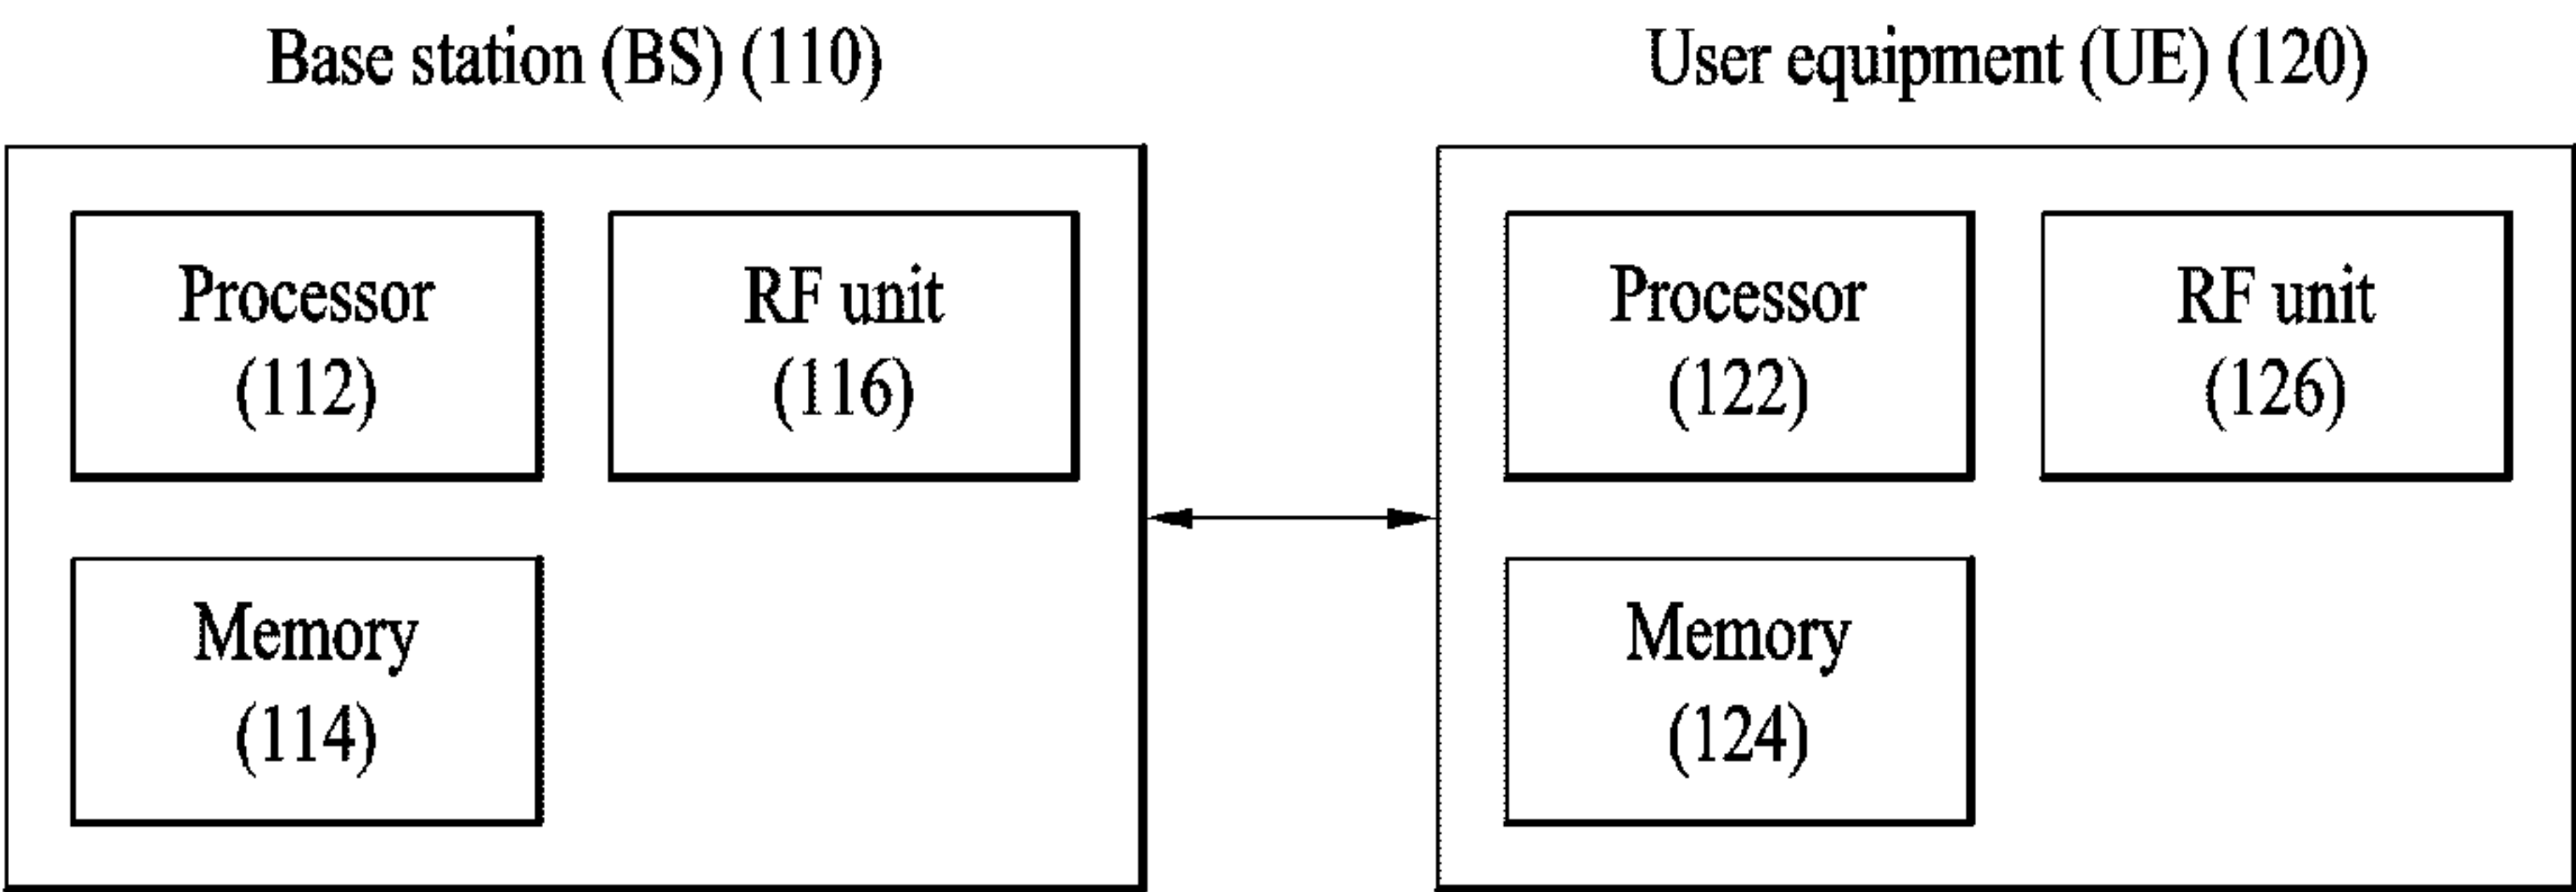 Base station (BS) (110)
Processor
(112)
RF unit
(116)
Memory
(114)
User equipment (UE) (120)
Processor
(122)
RF unit
(126)
Memory
(124)